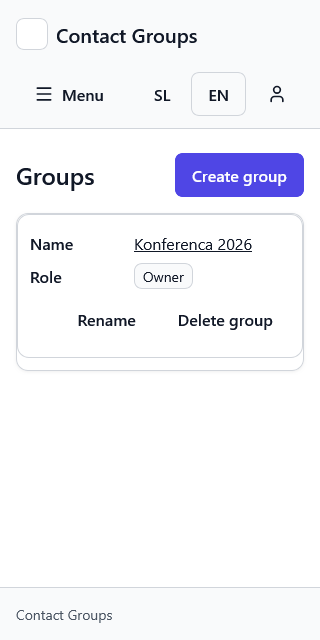 Contact Groups
Menu SL EN
Groups Create group
Name Konferenca 2026
Role Owner
Rename Delete group
Contact Groups